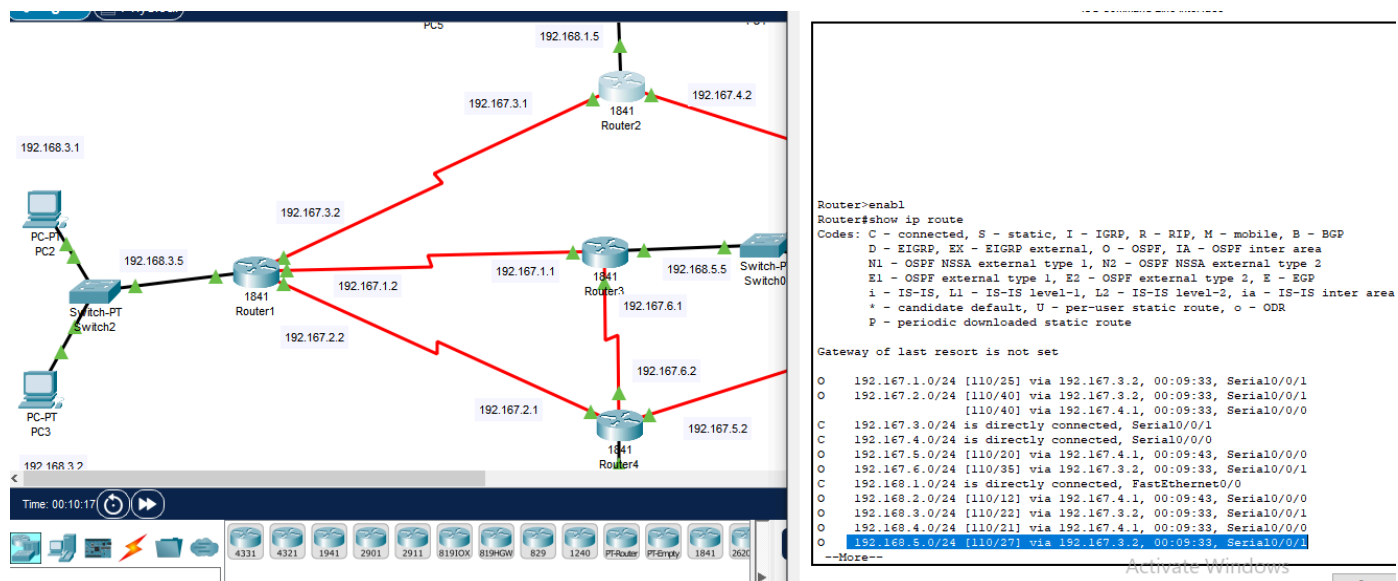 PC5
192.168.1.5
192.167.3.1
192.167.4.2
1841
Router2
192.168.3.1
PC-PT
PC2
192.167.3.2
192.168.3.5
192.167.1.1
192.168.5.5
Switch-P
Switch0
1841
Router3
192.167.1.2
1841
Router1
192.167.6.1
Switch-PT
Switch2
192.167.2.2
192.167.6.2
PC-PT
PC3
192.167.2.1
192.167.5.2
1841
Router4
192.168.3.2
Time: 00:10:17
4331
4321
1941
2901
2911
819IOX
819HGW
829
1240
PT-Router
PT-Empty
1841
2620
Router>enabl
Router#show ip route
Codes: C - connected, S - static, I - IGRP, R - RIP, M - mobile, B - BGP
D - EIGRP, EX - EIGRP external, O - OSPF, IA - OSPF inter area
N1 - OSPF NSSA external type 1, N2 - OSPF NSSA external type 2
E1 - OSPF external type 1, E2 - OSPF external type 2, E - EGP
i - IS-IS, L1 - IS-IS level-1, L2 - IS-IS level-2, ia - IS-IS inter area
* - candidate default, U - per-user static route, o - ODR
P - periodic downloaded static route
Gateway of last resort is not set
O 192.167.1.0/24 [110/25] via 192.167.3.2, 00:09:33, Serial0/0/1
O 192.167.2.0/24 [110/40] via 192.167.3.2, 00:09:33, Serial0/0/1
[110/40] via 192.167.4.1, 00:09:33, Serial0/0/0
C 192.167.3.0/24 is directly connected, Serial0/0/1
C 192.167.4.0/24 is directly connected, Serial0/0/0
O 192.167.5.0/24 [110/20] via 192.167.4.1, 00:09:43, Serial0/0/0
O 192.167.6.0/24 [110/35] via 192.167.3.2, 00:09:33, Serial0/0/1
C 192.168.1.0/24 is directly connected, FastEthernet0/0
O 192.168.2.0/24 [110/12] via 192.167.4.1, 00:09:43, Serial0/0/0
O 192.168.3.0/24 [110/22] via 192.167.3.2, 00:09:33, Serial0/0/1
O 192.168.4.0/24 [110/21] via 192.167.4.1, 00:09:33, Serial0/0/0
O 192.168.5.0/24 [110/27] via 192.167.3.2, 00:09:33, Serial0/0/1
--More--
Activate Windows